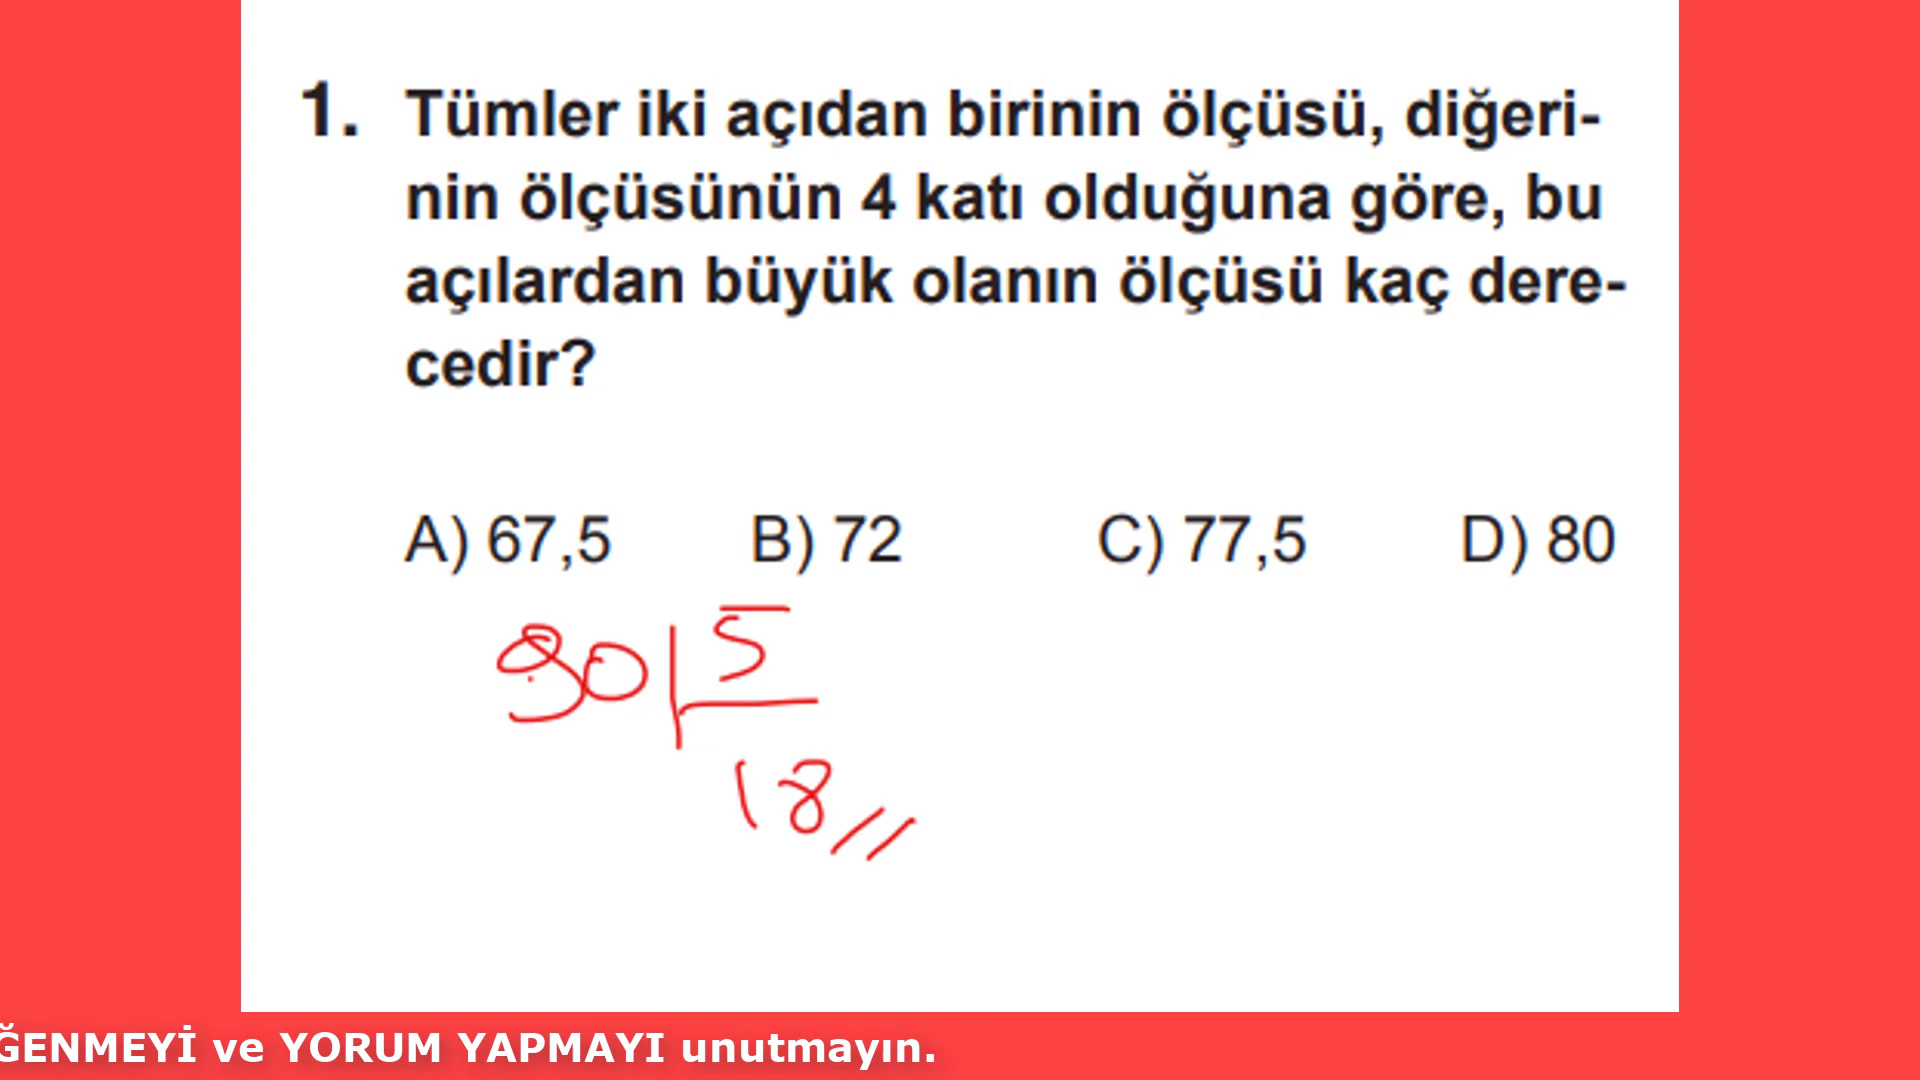 1. Tümler iki açıdan birinin ölçüsü, diğeri-
nin ölçüsünün 4 katı olduğuna göre, bu
açılardan büyük olanın ölçüsü kaç dere-
cedir?
A) 67,5 B) 72 C) 77,5 D) 80
90 5
18
ĞENMEYİ ve YORUM YAPMAYI unutmayın.